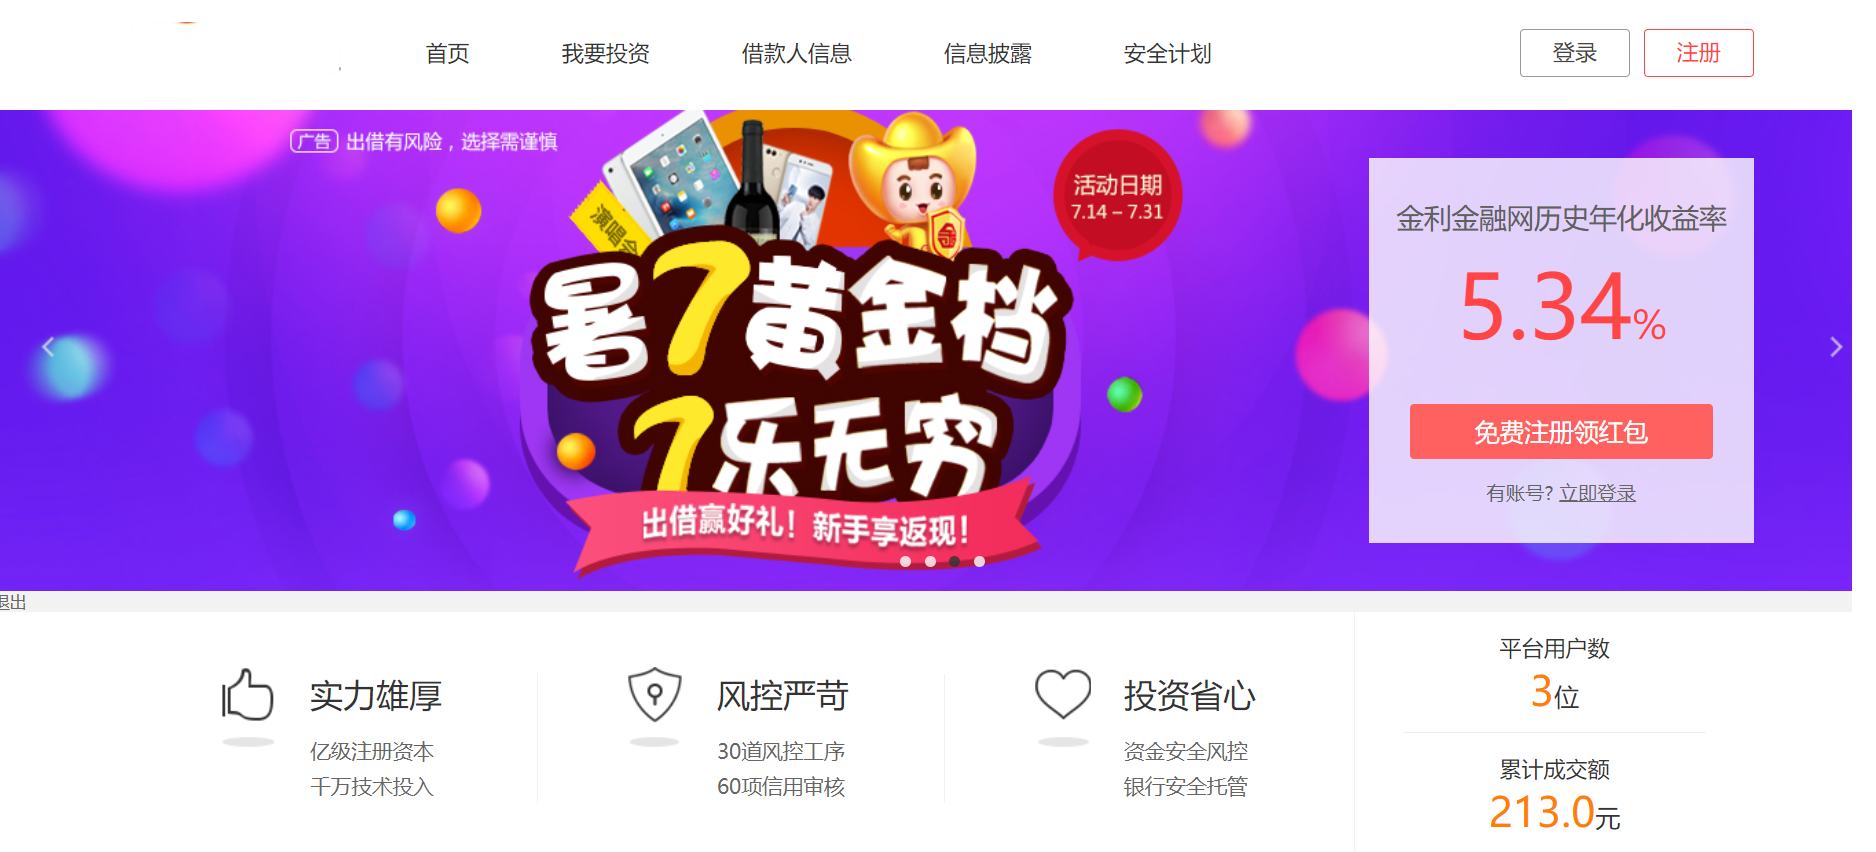 首页
我要投资
借款人信息
信息披露
安全计划
登录
注册
广告 出借有风险，选择需谨慎
演唱会
活动日期
7.14 – 7.31
暑7黄金档
7乐无穷
出借赢好礼！新手享返现！
金利金融网历史年化收益率
5.34%
免费注册领红包
有账号? 立即登录
退出
实力雄厚
亿级注册资本
千万技术投入
风控严苛
30道风控工序
60项信用审核
投资省心
资金安全风控
银行安全托管
平台用户数
3位
累计成交额
213.0元